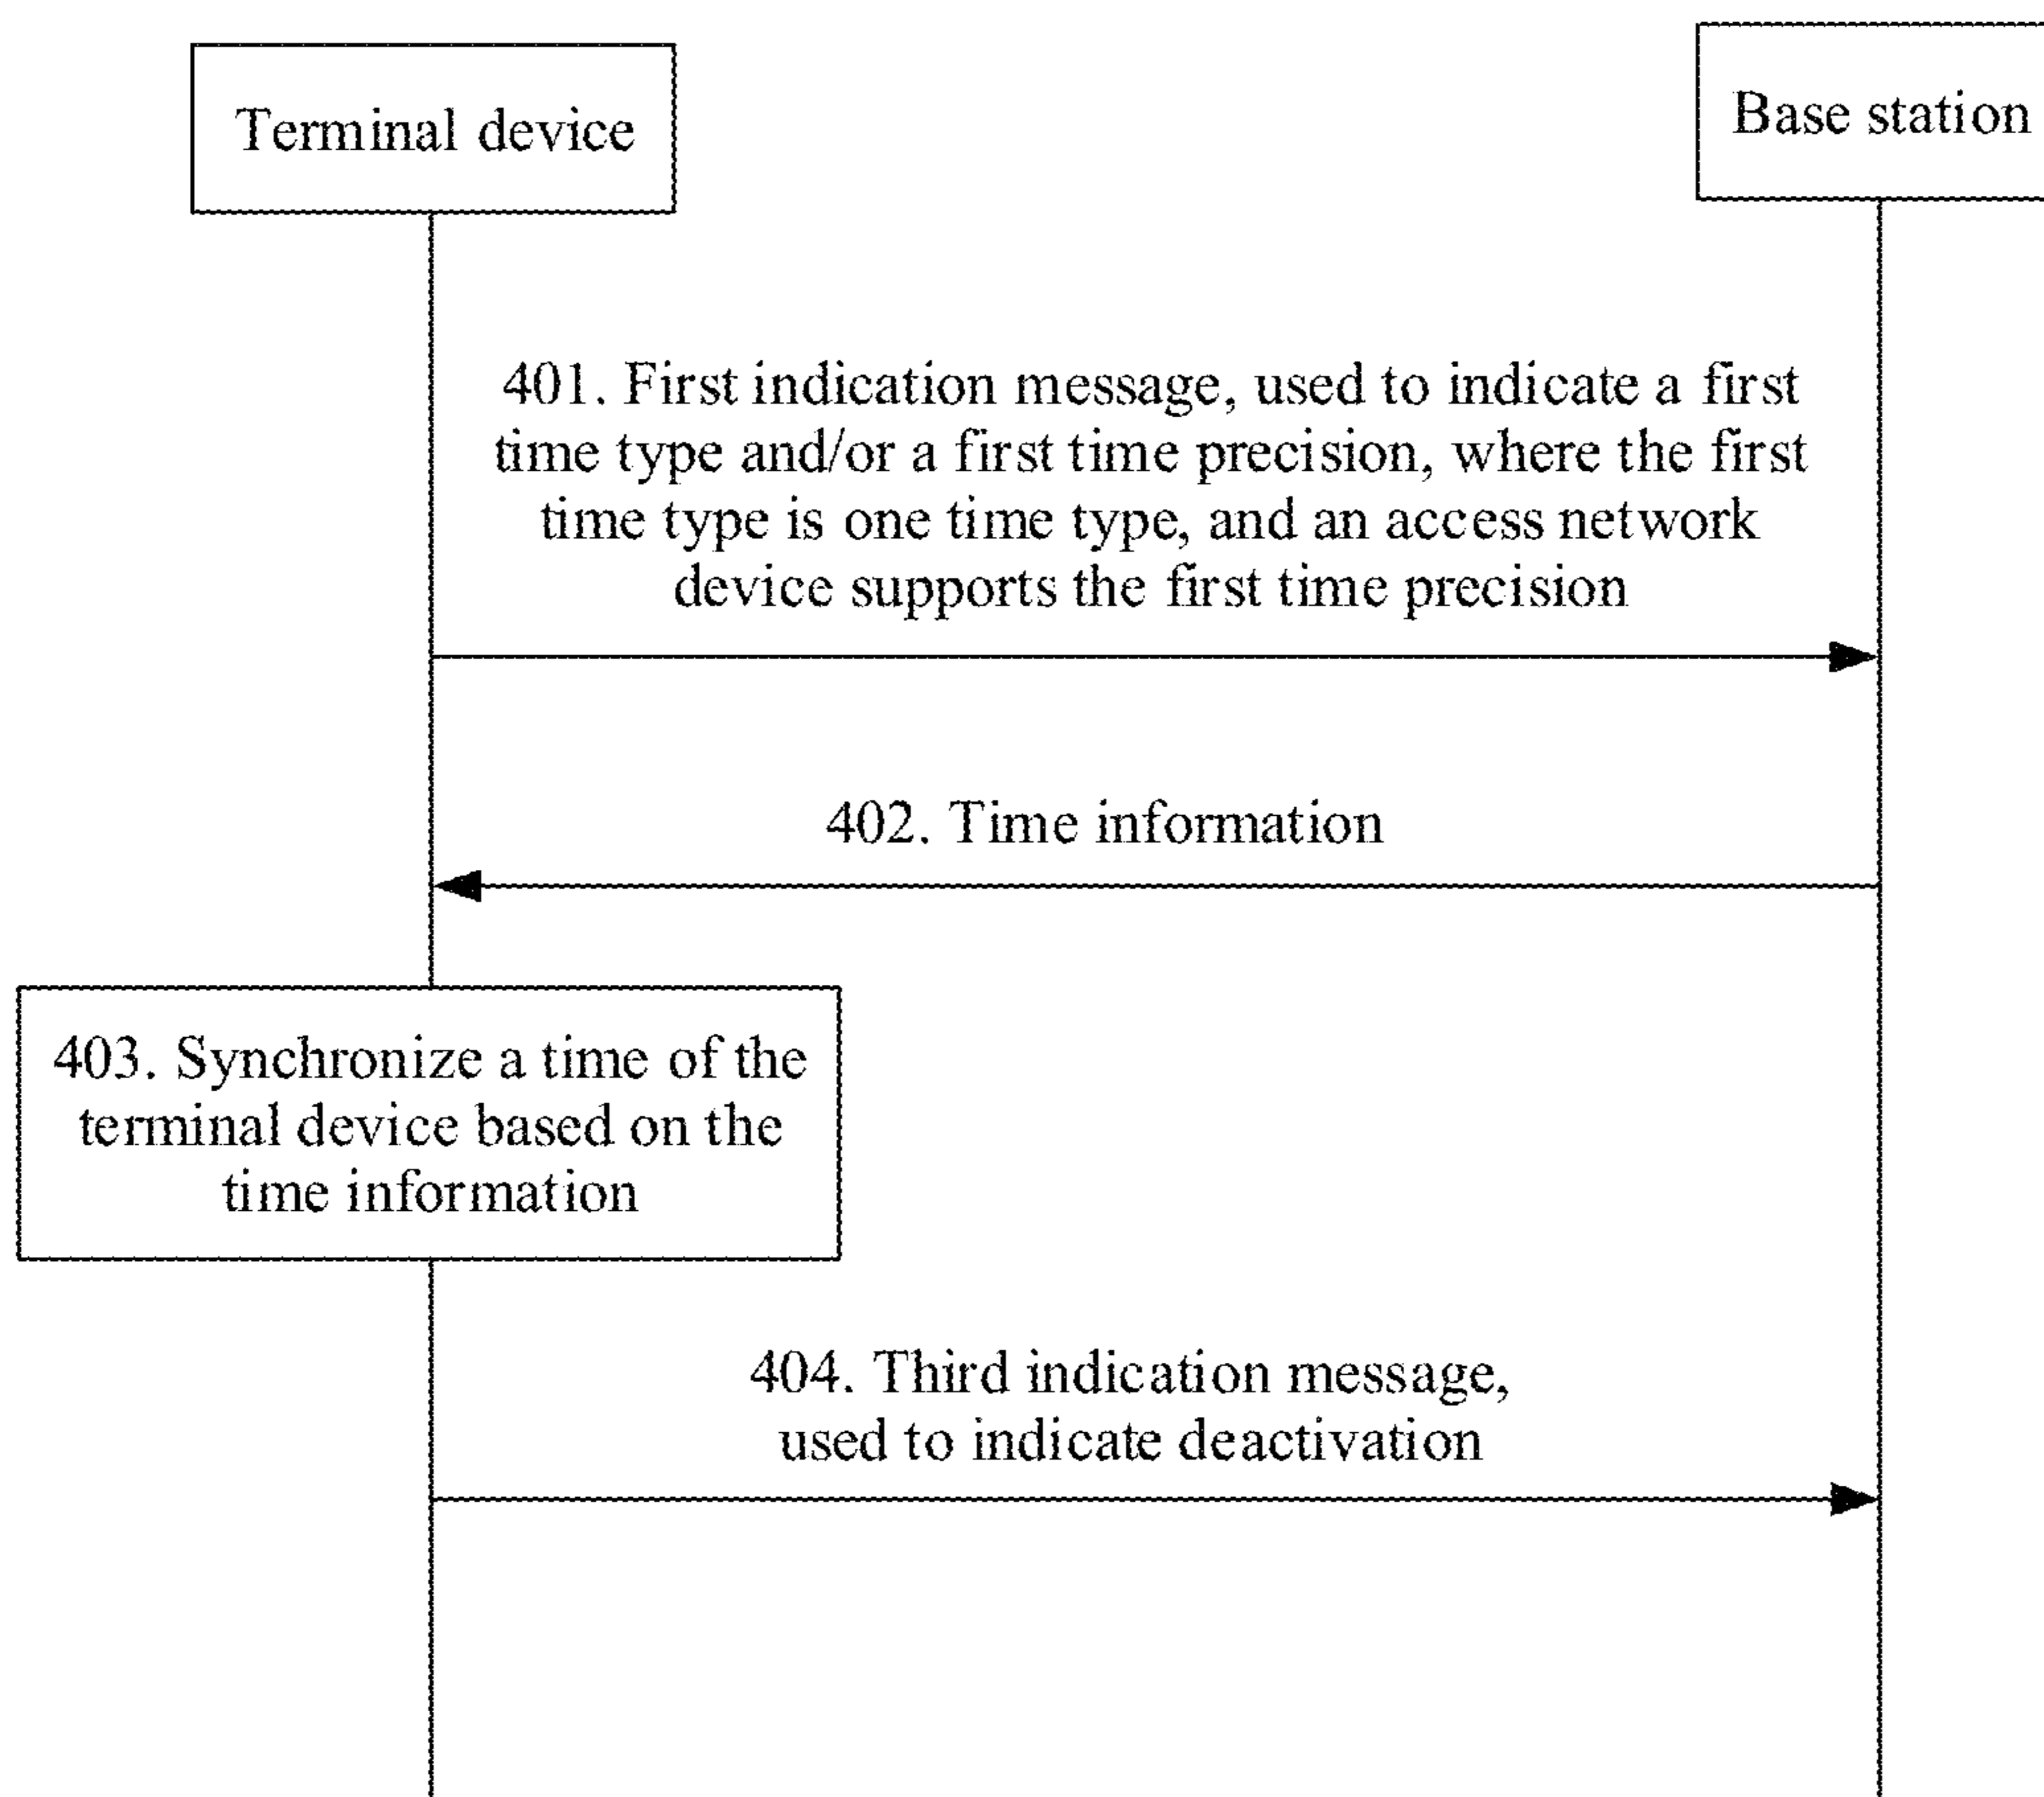 Terminal device
Base station
401. First indication message, used to indicate a first
time type and/or a first time precision, where the first
time type is one time type, and an access network
device supports the first time precision
402. Time information
403. Synchronize a time of the
terminal device based on the
time information
404. Third indication message,
used to indicate deactivation